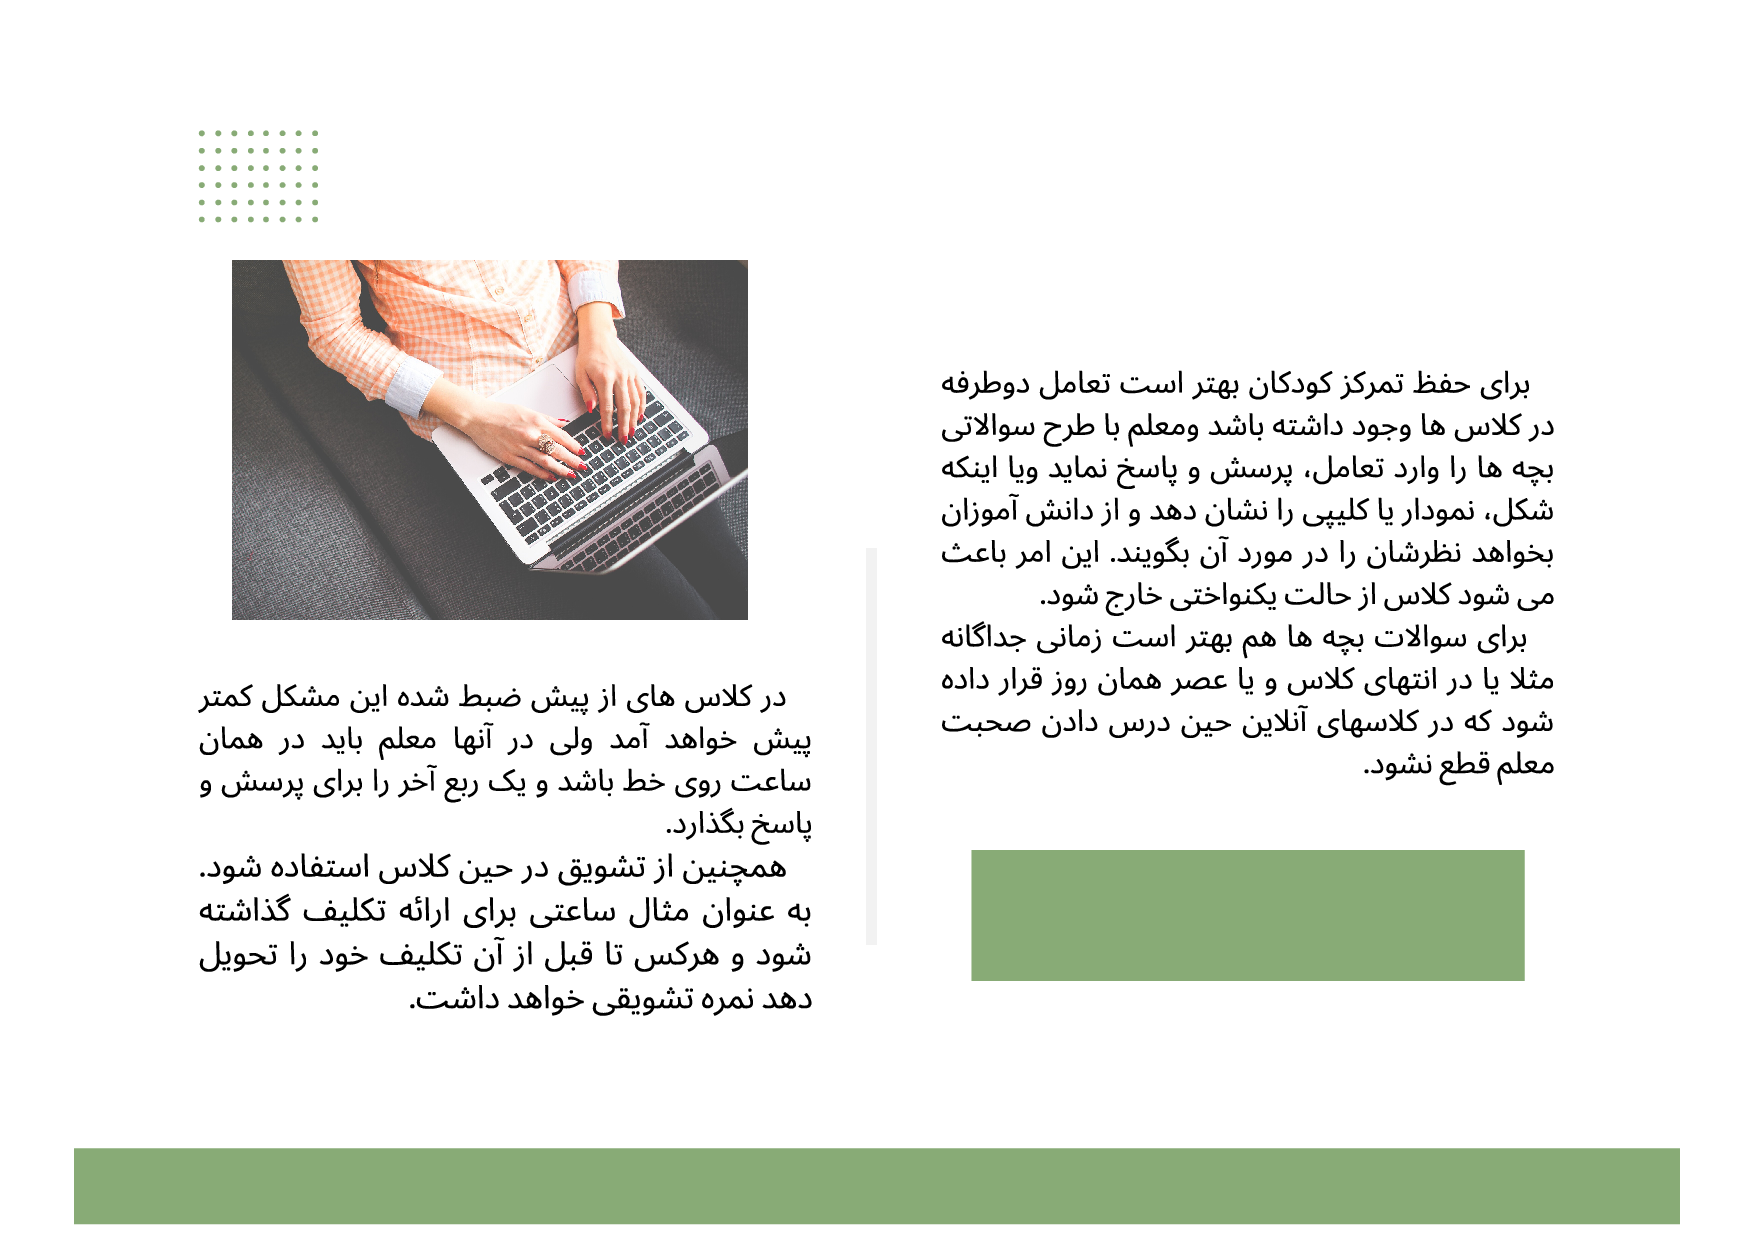 برای حفظ تمرکز کودکان بهتر است تعامل دوطرفه
در کلاس ها وجود داشته باشد ومعلم با طرح سوالاتی
بچه ها را وارد تعامل، پرسش و پاسخ نماید ویا اینکه
شکل، نمودار یا کلیپی را نشان دهد و از دانش آموزان
بخواهد نظرشان را در مورد آن بگویند. این امر باعث
می شود کلاس از حالت یکنواختی خارج شود.
برای سوالات بچه ها هم بهتر است زمانی جداگانه
مثلا یا در انتهای کلاس و یا عصر همان روز قرار داده
شود که در کلاسهای آنلاین حین درس دادن صحبت
معلم قطع نشود.
در کلاس های از پیش ضبط شده این مشکل کمتر
پیش خواهد آمد ولی در آنها معلم باید در همان
ساعت روی خط باشد و یک ربع آخر را برای پرسش و
پاسخ بگذارد.
همچنین از تشویق در حین کلاس استفاده شود.
به عنوان مثال ساعتی برای ارائه تکلیف گذاشته
شود و هرکس تا قبل از آن تکلیف خود را تحویل
دهد نمره تشویقی خواهد داشت.